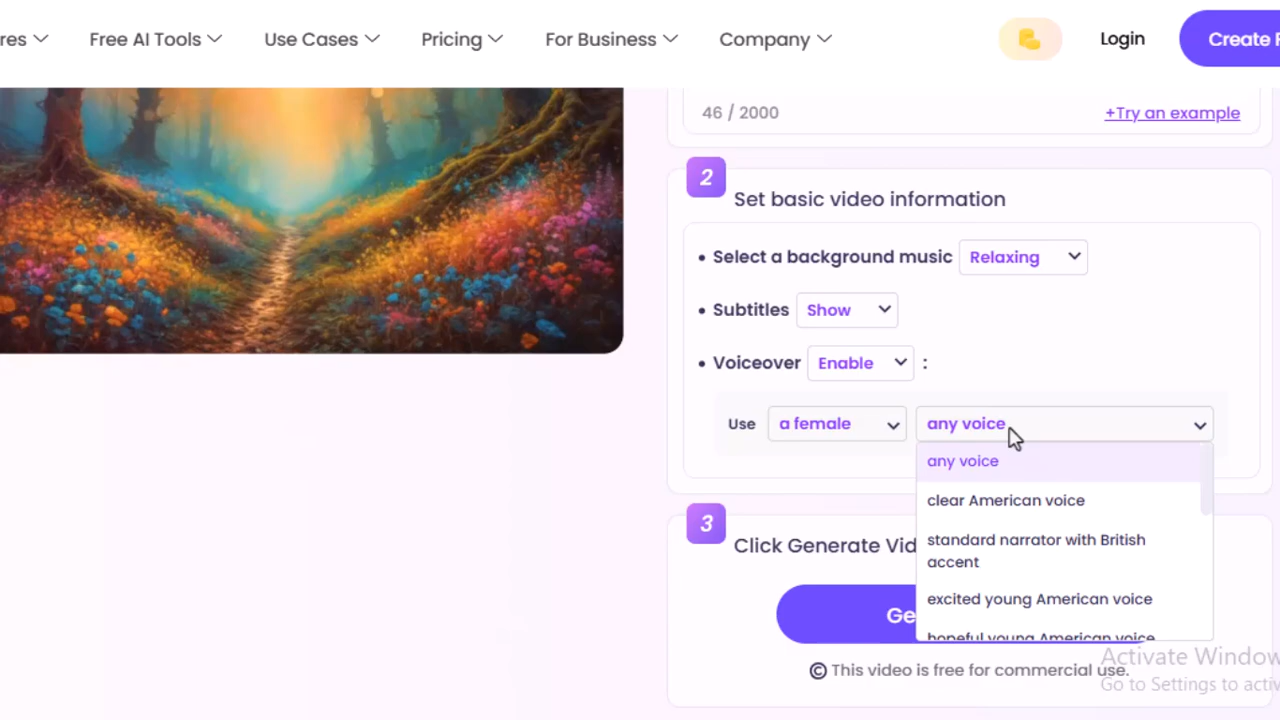 res
Free AI Tools
Use Cases
Pricing
For Business
Company
Login
Create F
46 / 2000
+Try an example
2
Set basic video information
• Select a background music Relaxing
• Subtitles Show
• Voiceover Enable :
Use a female any voice
any voice
clear American voice
standard narrator with British
accent
excited young American voice
hopeful young American voice
3
Click Generate Vid
Ge
© This video is free for commercial use.
Activate Window
Go to Settings to activ